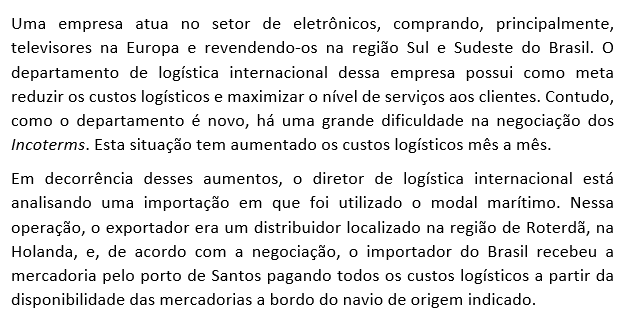 Uma empresa atua no setor de eletrônicos, comprando, principalmente,
televisores na Europa e revendendo-os na região Sul e Sudeste do Brasil. O
departamento de logística internacional dessa empresa possui como meta
reduzir os custos logísticos e maximizar o nível de serviços aos clientes. Contudo,
como o departamento é novo, há uma grande dificuldade na negociação dos
Incoterms. Esta situação tem aumentado os custos logísticos mês a mês.
Em decorrência desses aumentos, o diretor de logística internacional está
analisando uma importação em que foi utilizado o modal marítimo. Nessa
operação, o exportador era um distribuidor localizado na região de Roterdã, na
Holanda, e, de acordo com a negociação, o importador do Brasil recebeu a
mercadoria pelo porto de Santos pagando todos os custos logísticos a partir da
disponibilidade das mercadorias a bordo do navio de origem indicado.